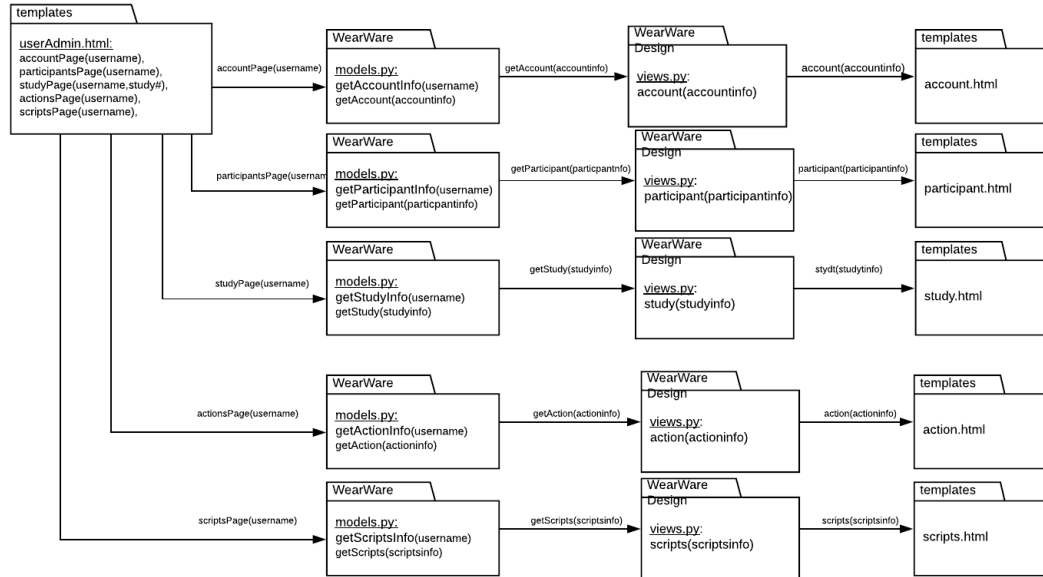 templates
userAdmin.html:
accountPage(username),
participantsPage(username),
studyPage(username,study#),
actionsPage(username),
scriptsPage(username),
accountPage(username)
WearWare
models.py:
getAccountInfo(username)
getAccount(accountinfo)
getAccount(accountinfo)
WearWare
Design
views.py:
account(accountinfo)
account(accountinfo)
templates
account.html
participantsPage(usernam
WearWare
models.py:
getParticipantInfo(username)
getParticipant(particpantinfo)
getParticipant(particpantInfo)
WearWare
Design
views.py:
participant(participantinfo)
participant(participantinfo)
templates
participant.html
studyPage(username)
WearWare
models.py:
getStudyInfo(username)
getStudy(studyinfo)
getStudy(studyinfo)
WearWare
Design
views.py:
study(studyinfo)
stydt(studytinfo)
templates
study.html
actionsPage(username)
WearWare
models.py:
getActionInfo(username)
getAction(actioninfo)
getAction(actioninfo)
WearWare
Design
views.py:
action(actioninfo)
action(actioninfo)
templates
action.html
scriptsPage(username)
WearWare
models.py:
getScriptsInfo(username)
getScripts(scriptsinfo)
getScripts(scriptsinfo)
WearWare
Design
views.py:
scripts(scriptsinfo)
scripts(scriptsinfo)
templates
scripts.html